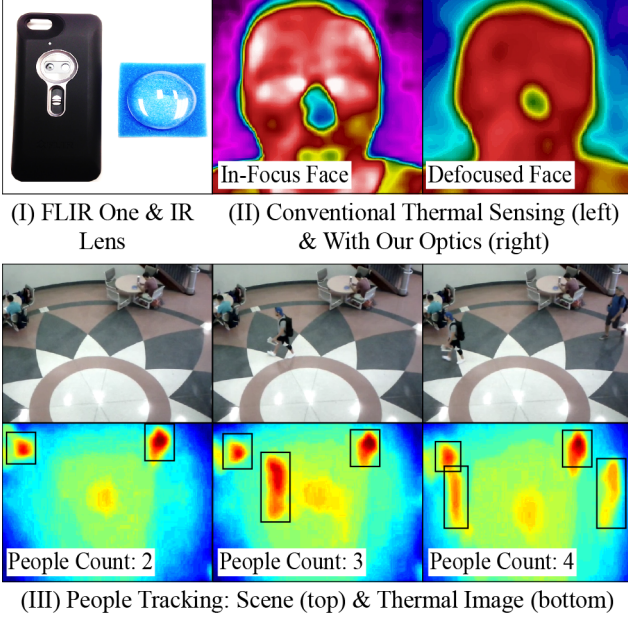 In-Focus Face
Defocused Face
(I) FLIR One & IR
Lens
(II) Conventional Thermal Sensing (left)
& With Our Optics (right)
People Count: 2
People Count: 3
People Count: 4
(III) People Tracking: Scene (top) & Thermal Image (bottom)